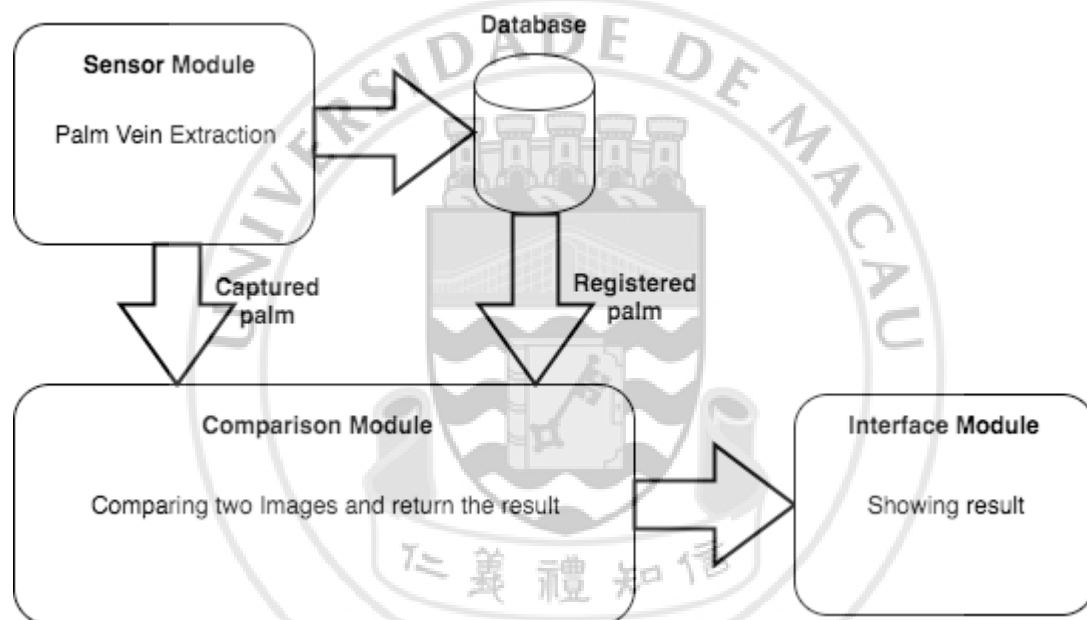 Database
Sensor Module
Palm Vein Extraction
Captured
palm
Registered
palm
Comparison Module
Comparing two Images and return the result
Interface Module
Showing result
UNIVERSIDADE DE MACAU
仁義禮知信